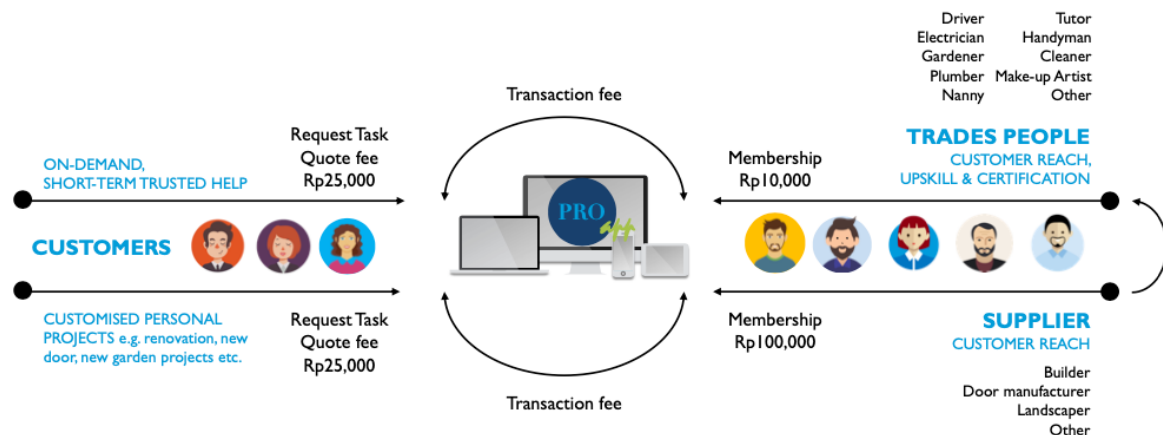 Driver
Electrician
Gardener
Plumber
Nanny
Tutor
Handyman
Cleaner
Make-up Artist
Other
Transaction fee
ON-DEMAND,
SHORT-TERM TRUSTED HELP
Request Task
Quote fee
Rp25,000
Membership
Rp10,000
TRADES PEOPLE
CUSTOMER REACH,
UPSKILL & CERTIFICATION
CUSTOMERS
PRO
CUSTOMISED PERSONAL
PROJECTS e.g. renovation, new
door, new garden projects etc.
Request Task
Quote fee
Rp25,000
Membership
Rp100,000
SUPPLIER
CUSTOMER REACH
Transaction fee
Builder
Door manufacturer
Landscaper
Other